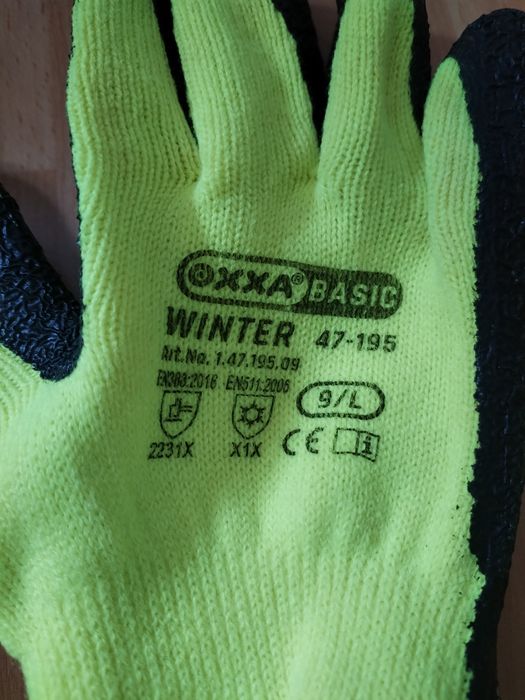 OXXA® BASIC
WINTER 47-195
Art.No. 1.47.195.09
EN388:2016 EN511:2006
9/L
2231X X1X CE i